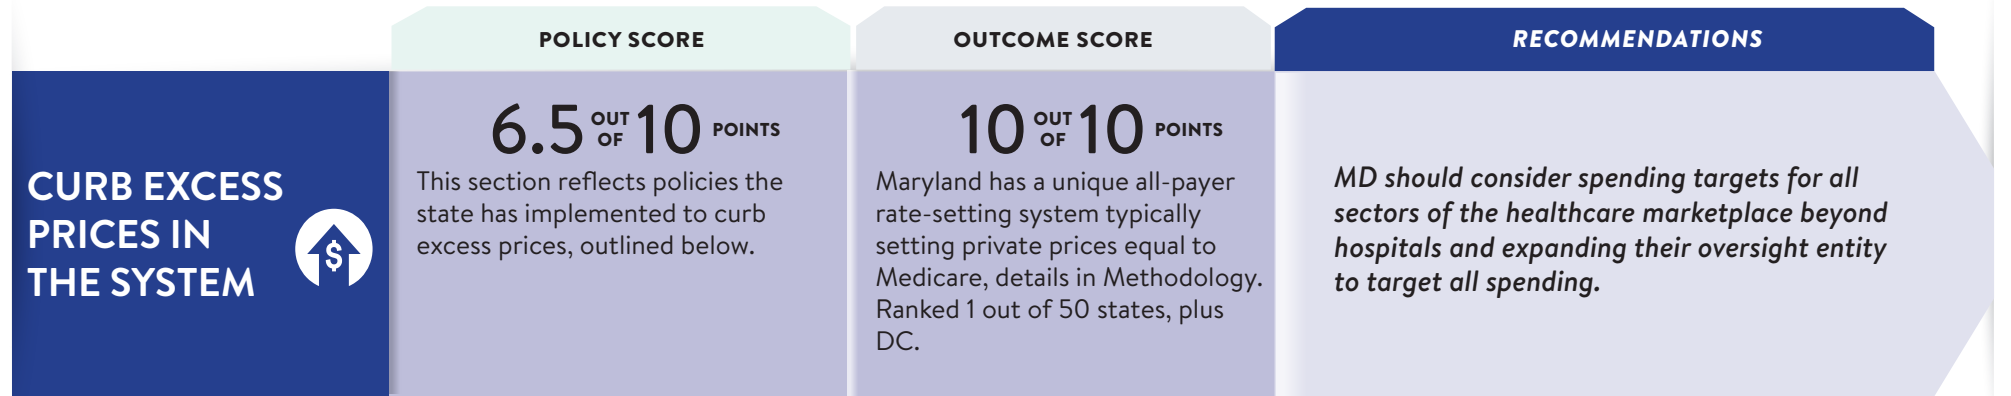 POLICY SCORE
OUTCOME SCORE
RECOMMENDATIONS
CURB EXCESS
PRICES IN
THE SYSTEM
$
6.5 OUT OF 10 POINTS
This section reflects policies the
state has implemented to curb
excess prices, outlined below.
10 OUT OF 10 POINTS
Maryland has a unique all-payer
rate-setting system typically
setting private prices equal to
Medicare, details in Methodology.
Ranked 1 out of 50 states, plus
DC.
MD should consider spending targets for all
sectors of the healthcare marketplace beyond
hospitals and expanding their oversight entity
to target all spending.